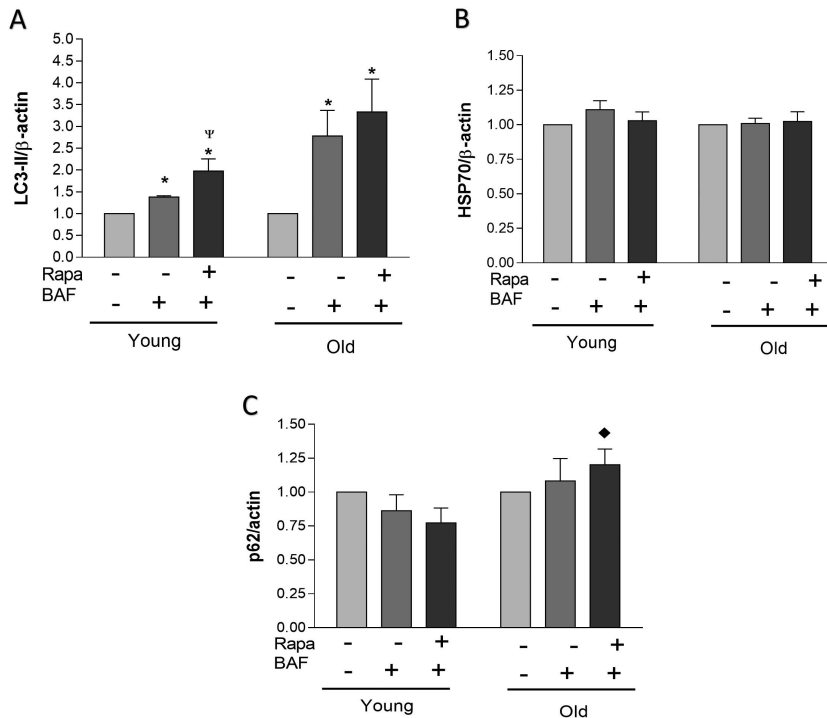 A
LC3-II/β-actin
5.0
4.5
4.0
3.5
3.0
2.5
2.0
1.5
1.0
0.5
0.0
*
Ψ
*
*
*
Rapa - - + - - +
BAF - + + - + +
Young Old
B
HSP70/β-actin
1.50
1.25
1.00
0.75
0.50
0.25
0.00
Rapa - - + - - +
BAF - + + - + +
Young Old
C
p62/actin
1.50
1.25
1.00
0.75
0.50
0.25
0.00
◆
Rapa - - + - - +
BAF - + + - + +
Young Old